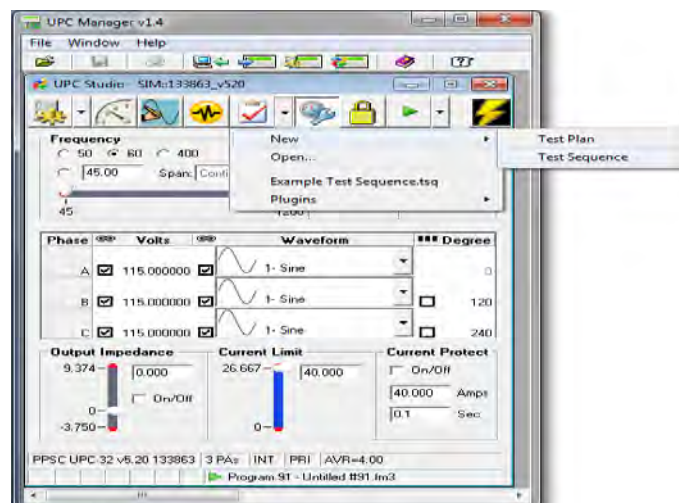 UPC Manager v1.4
File Window Help
UPC Studio - SIM::133863_v520
Frequency
50 60 400
45.00 Span: Conti
45 1200
New
Open...
Example Test Sequence.tsq
Plugins
Test Plan
Test Sequence
Phase Volts Waveform Degree
A 115.000000 1- Sine 0
B 115.000000 1- Sine 120
C 115.000000 1- Sine 240
Output Impedance Current Limit Current Protect
9.374 0.000 26.667 40.000 On/Off
On/Off 40.000 Amps
0 0.1 Sec
-3.750 0
PPSC UPC-32 v5.20 133863 3 PAs INT PRI AVR=4.00
Program 91 - Untitled #91.fm3